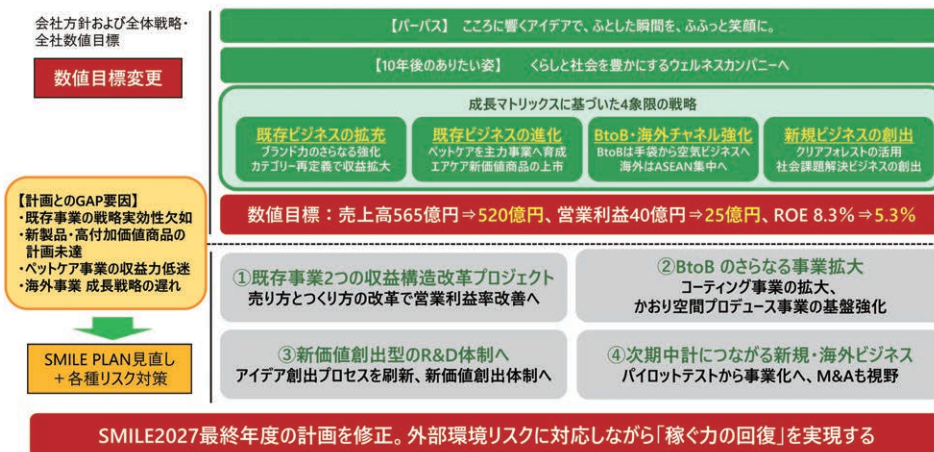 会社方針および全体戦略・
全社数値目標
数値目標変更
【パーパス】 こころに響くアイデアで、ふとした瞬間を、ふふっと笑顔に。
【10年後のありたい姿】 くらしと社会を豊かにするウェルネスカンパニーへ
成長マトリックスに基づいた4象限の戦略
既存ビジネスの拡充
ブランド力のさらなる強化
カテゴリー再定義で収益拡大
既存ビジネスの進化
ペットケアを主力事業へ育成
エアケア新価値商品の上市
BtoB・海外チャネル強化
BtoBは手袋から空気ビジネスへ
海外はASEAN集中へ
新規ビジネスの創出
クリアフォレストの活用
社会課題解決ビジネスの創出
数値目標：売上高565億円⇒520億円、営業利益40億円⇒25億円、ROE 8.3％⇒5.3％
【計画とのGAP要因】
・既存事業の戦略実効性欠如
・新製品・高付加価値商品の
計画未達
・ペットケア事業の収益力低迷
・海外事業 成長戦略の遅れ
SMILE PLAN見直し
＋各種リスク対策
①既存事業2つの収益構造改革プロジェクト
売り方とつくり方の改革で営業利益率改善へ
②BtoB のさらなる事業拡大
コーティング事業の拡大、
かおり空間プロデュース事業の基盤強化
③新価値創出型のR&D体制へ
アイデア創出プロセスを刷新、新価値創出体制へ
④次期中計につながる新規・海外ビジネス
パイロットテストから事業化へ、M&Aも視野
SMILE2027最終年度の計画を修正。外部環境リスクに対応しながら「稼ぐ力の回復」を実現する